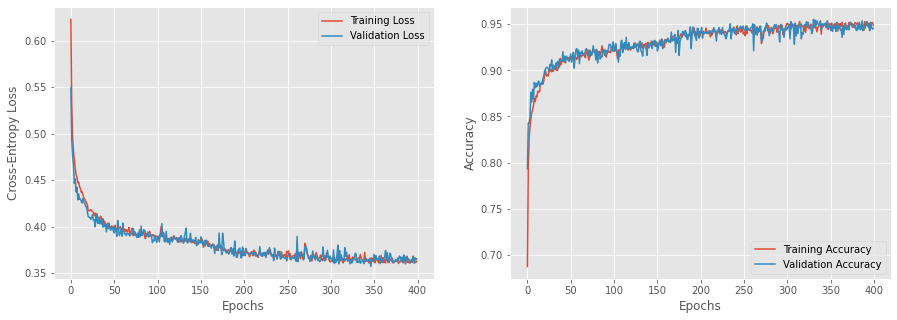 Training Loss
Validation Loss
Cross-Entropy Loss
0.60
0.55
0.50
0.45
0.40
0.35
0 50 100 150 200 250 300 350 400
Epochs
Accuracy
0.95
0.90
0.85
0.80
0.75
0.70
Training Accuracy
Validation Accuracy
0 50 100 150 200 250 300 350 400
Epochs